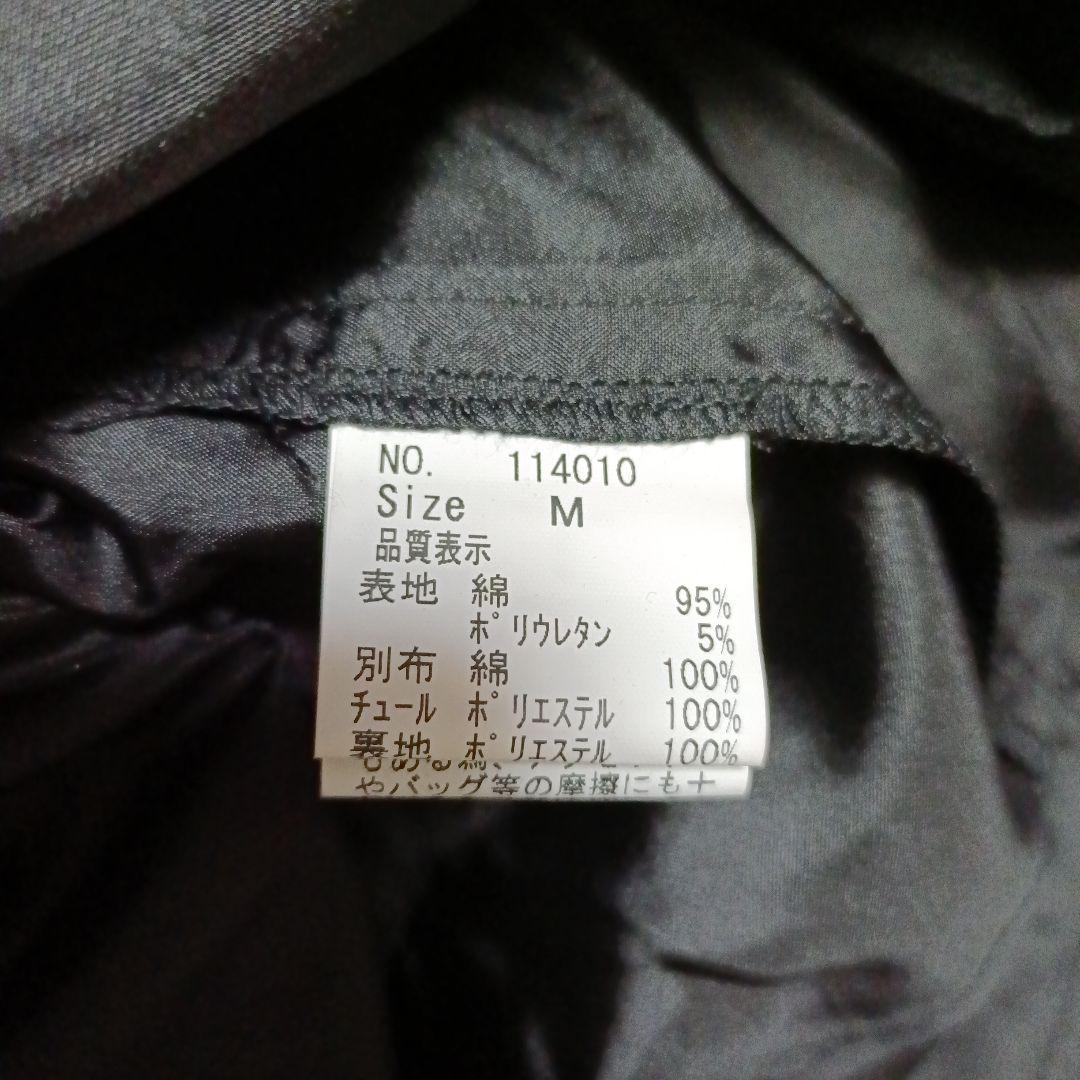 NO. 114010
Size M
品質表示
表地 綿 95%
ポリウレタン 5%
別布 綿 100%
チュール ポリエステル 100%
裏地 ポリエステル 100%
やバッグ等の摩擦にも